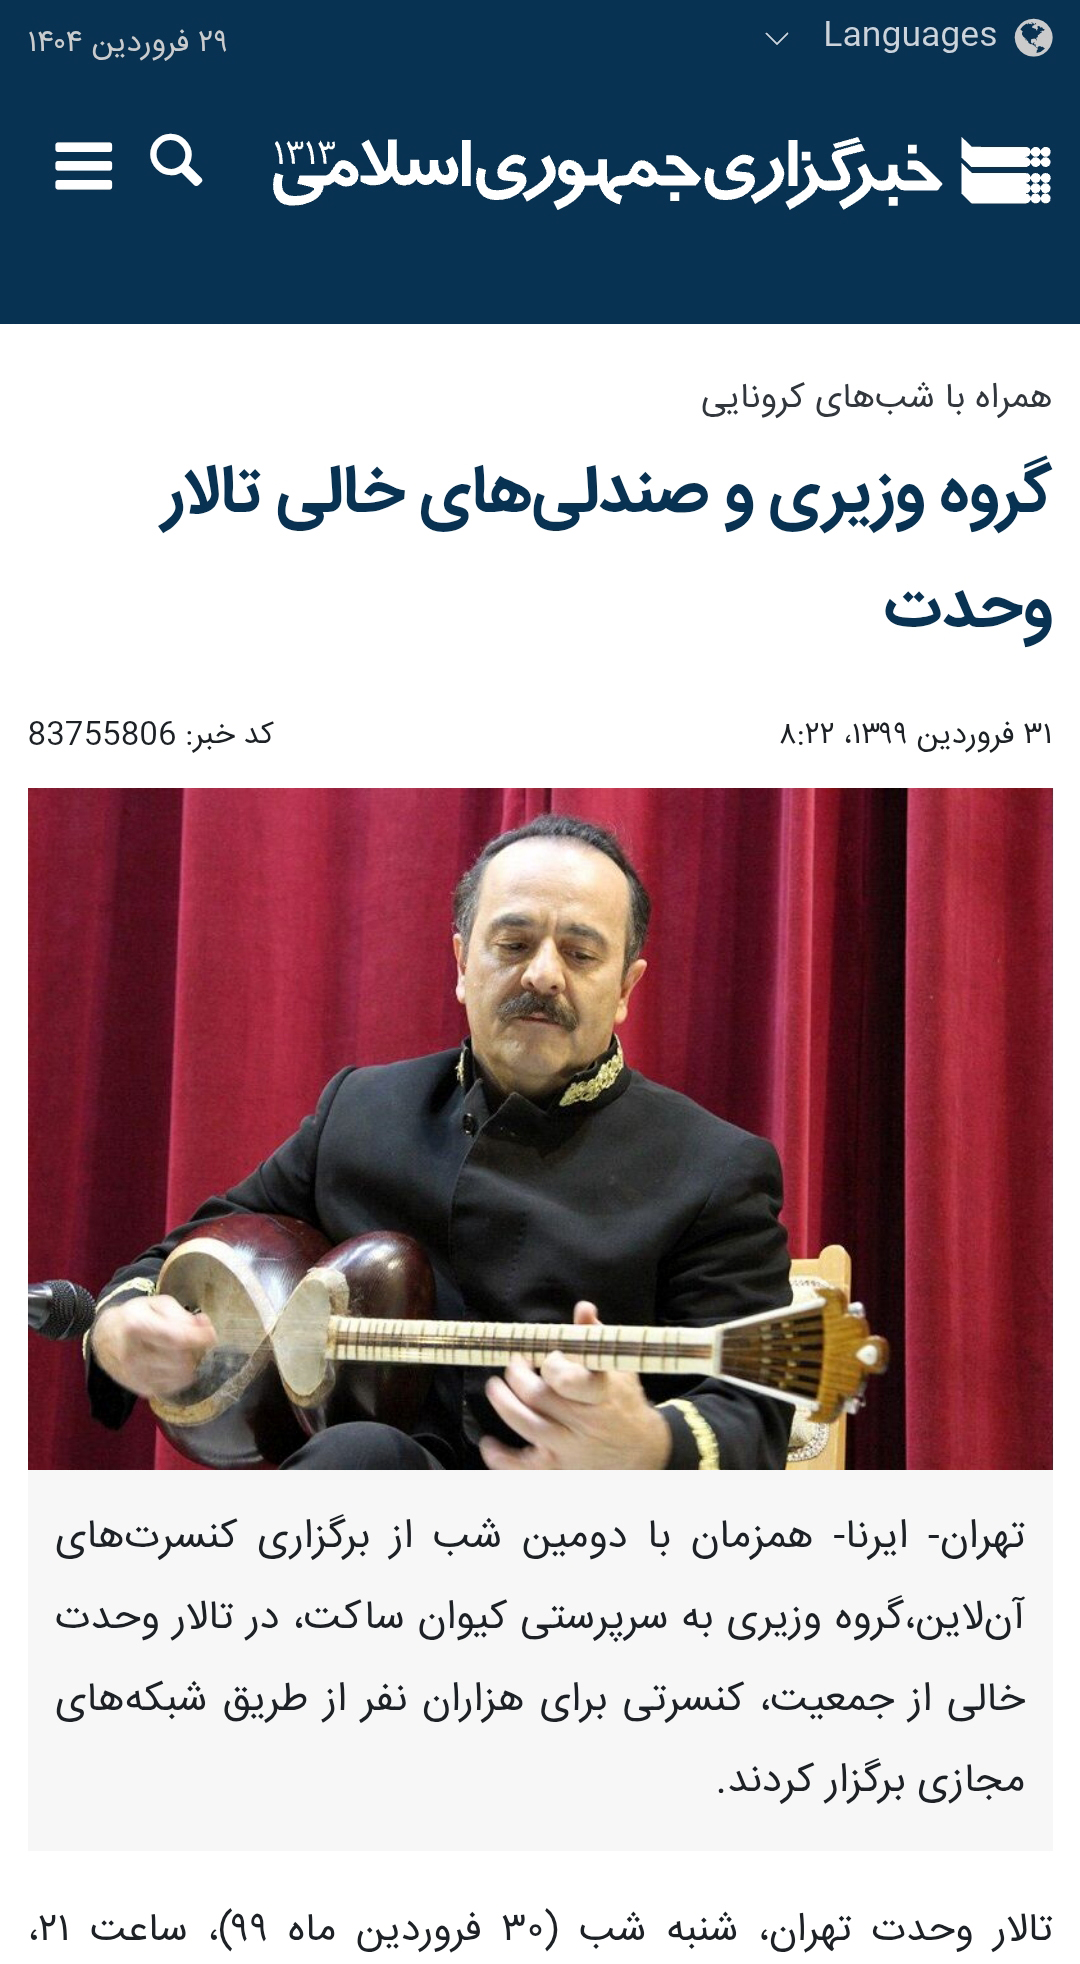 Languages
۲۹ فروردین ۱۴۰۴
خبرگزاری جمهوری اسلامی ۱۳۱۳
همراه با شب‌های کرونایی
گروه وزیری و صندلی‌های خالی تالار
وحدت
۳۱ فروردین ۱۳۹۹، ۸:۲۲
کد خبر: 83755806
تهران- ایرنا- همزمان با دومین شب از برگزاری کنسرت‌های
آن‌لاین،گروه وزیری به سرپرستی کیوان ساکت، در تالار وحدت
خالی از جمعیت، کنسرتی برای هزاران نفر از طریق شبکه‌های
مجازی برگزار کردند.
تالار وحدت تهران، شنبه شب (۳۰ فروردین ماه ۹۹)، ساعت ۲۱،